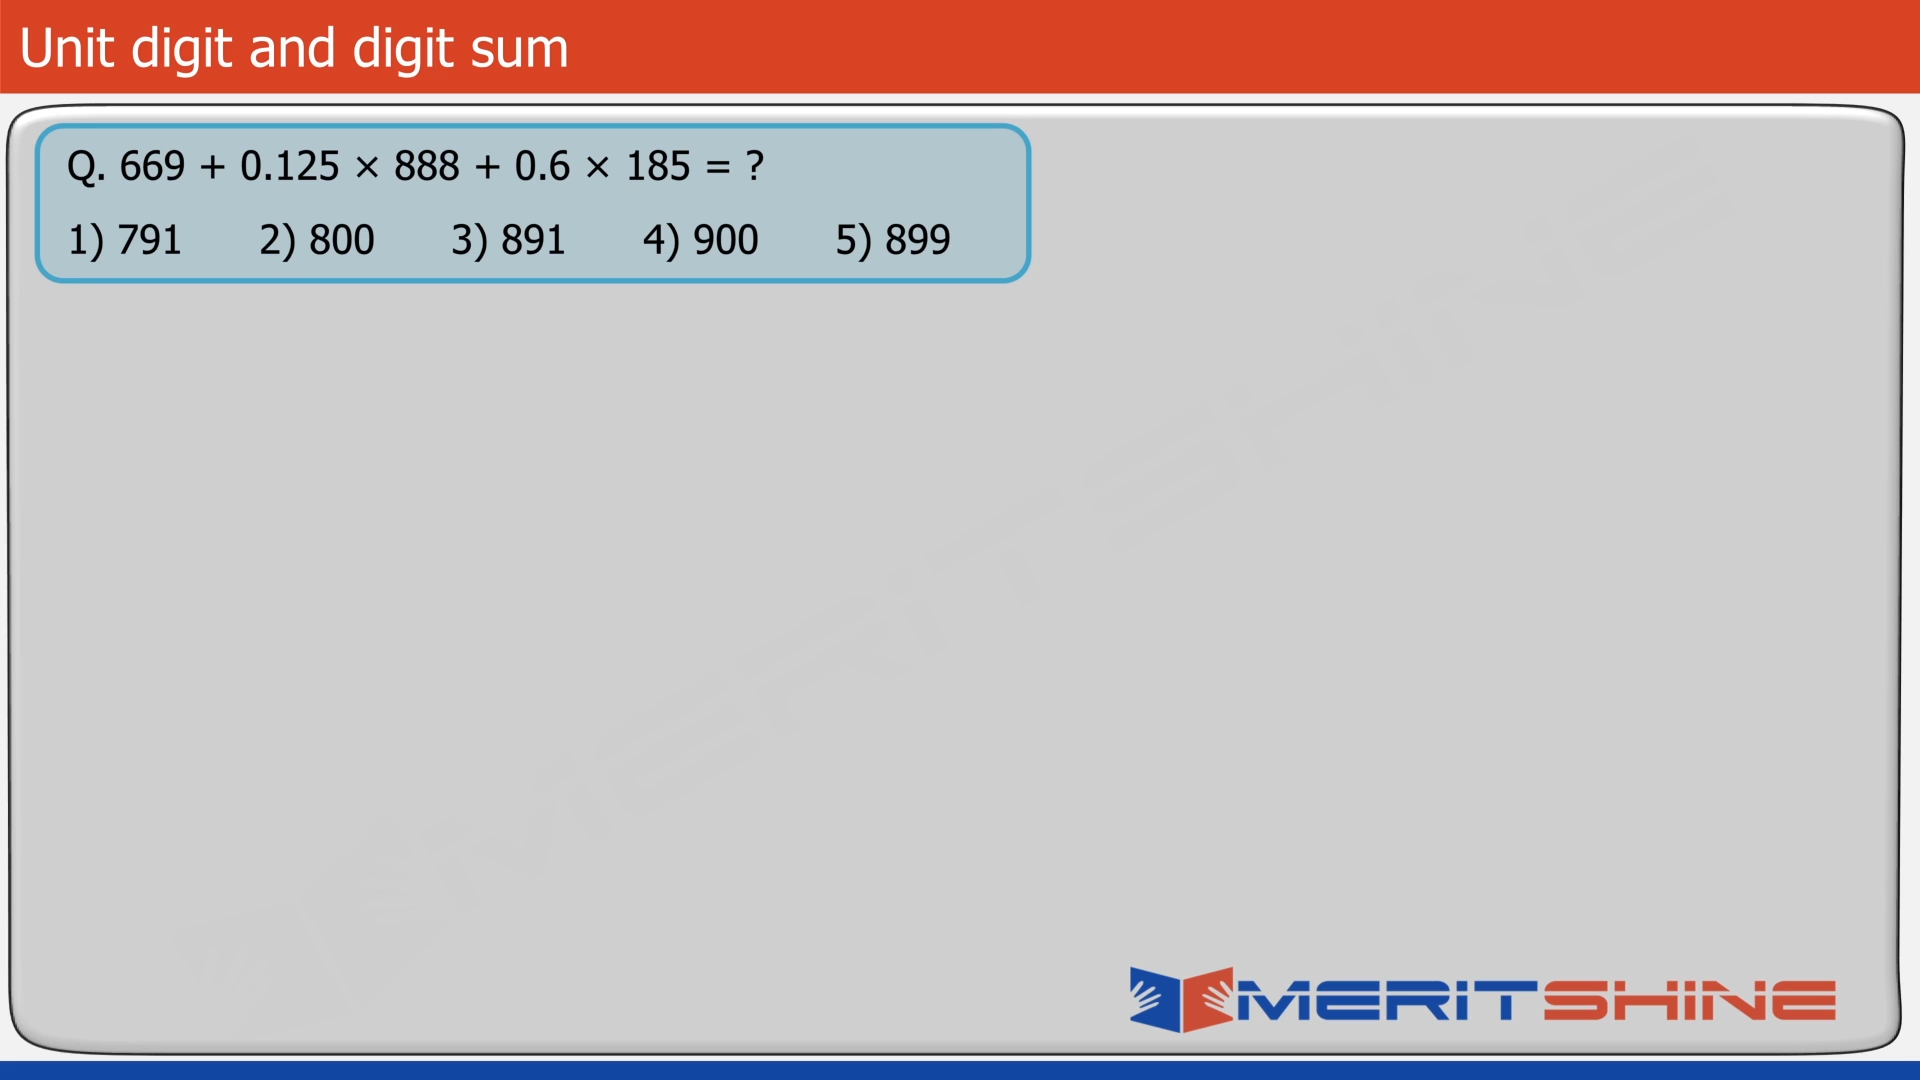 Unit digit and digit sum
Q. 669 + 0.125 × 888 + 0.6 × 185 = ?
1) 791 2) 800 3) 891 4) 900 5) 899
MERiTSHiNE
MERiTSHiNE